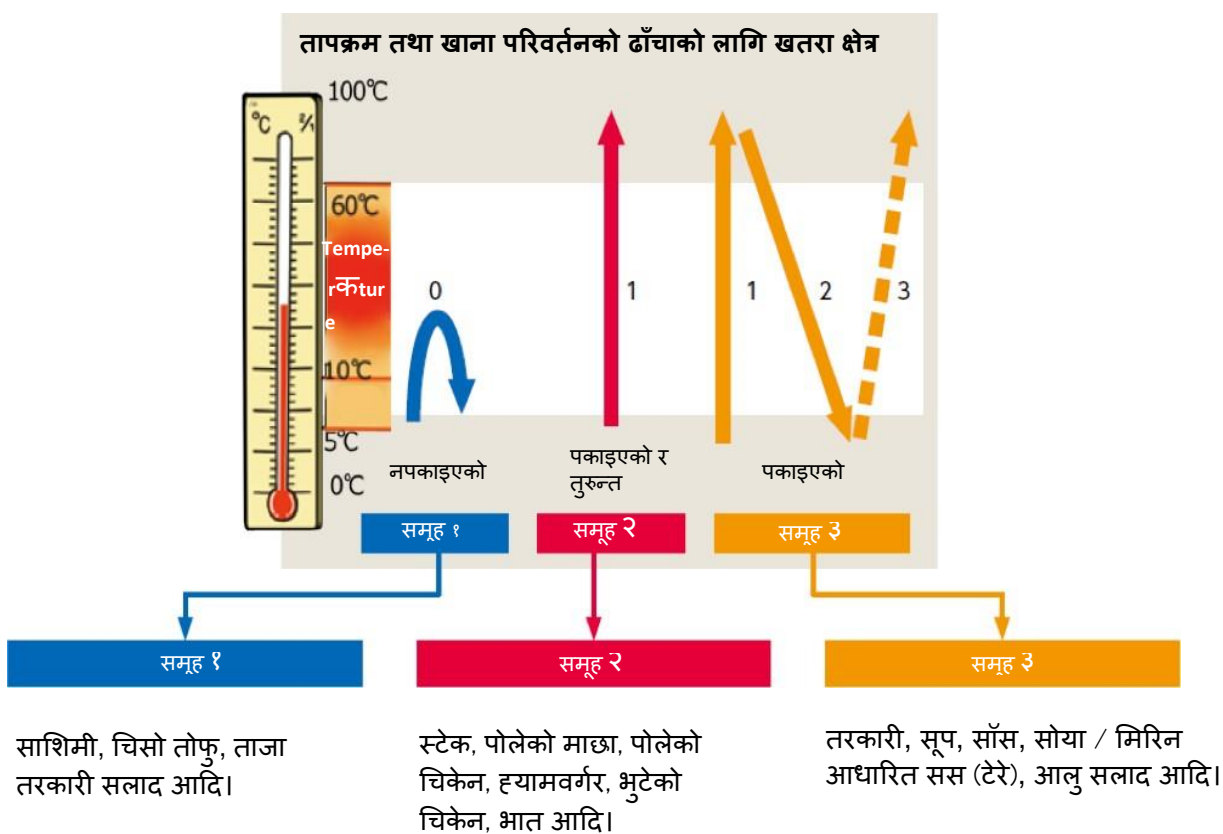 तापक्रम तथा खाना परिवर्तनको ढाँचाको लागि खतरा क्षेत्र
100℃
℃
60℃
Tempe-
rकtur
e
10℃
5℃
0℃
0
1
1
2
3
नपकाइएको
पकाइएको र
तुरुन्त
पकाइएको
समूह १
समूह २
समूह ३
समूह १
समूह २
समूह ३
साशिमी, चिसो तोफु, ताजा
तरकारी सलाद आदि।
स्टेक, पोलेको माछा, पोलेको
चिकेन, ह्यामवर्गर, भुटेको
चिकेन, भात आदि।
तरकारी, सूप, सॉस, सोया / मिरिन
आधारित सस (टेरे), आलु सलाद आदि।